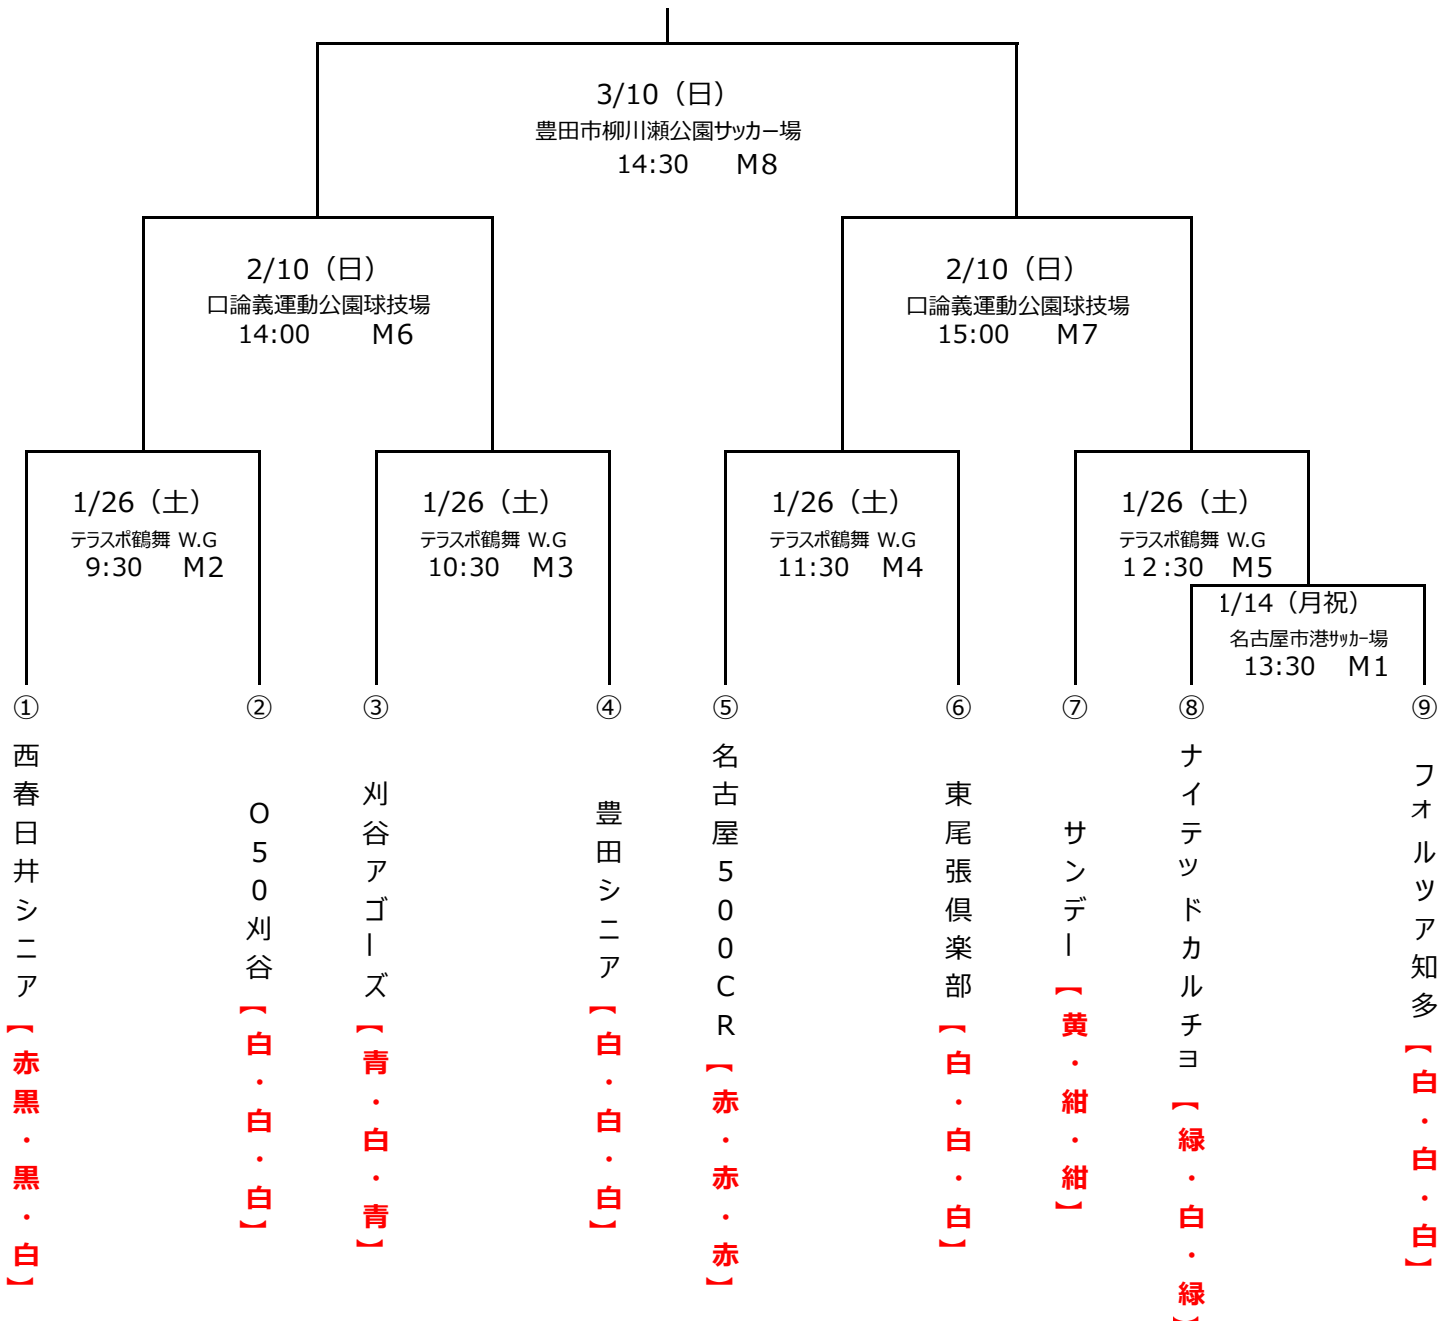 3/10（日）
豊田市柳川瀬公園サッカー場
14:30 M8
2/10（日）
口論義運動公園球技場
14:00 M6
2/10（日）
口論義運動公園球技場
15:00 M7
1/26（土）
テラスポ鶴舞 W.G
9:30 M2
1/26（土）
テラスポ鶴舞 W.G
10:30 M3
1/26（土）
テラスポ鶴舞 W.G
11:30 M4
1/26（土）
テラスポ鶴舞 W.G
１２:30 M5
1/14（月祝）
名古屋市港サッカー場
13:30 M1
①
西春日井シニア【赤黒・黒・白】
②
O50刈谷【白・白・白】
③
刈谷アゴーズ【青・白・青】
④
豊田シニア【白・白・白】
⑤
名古屋500CR【赤・赤・赤】
⑥
東尾張倶楽部【白・白・白】
⑦
サンデー【黄・紺・紺】
⑧
ナイテッドカルチョ【緑・白・緑】
⑨
フォルツァ知多【白・白・白】